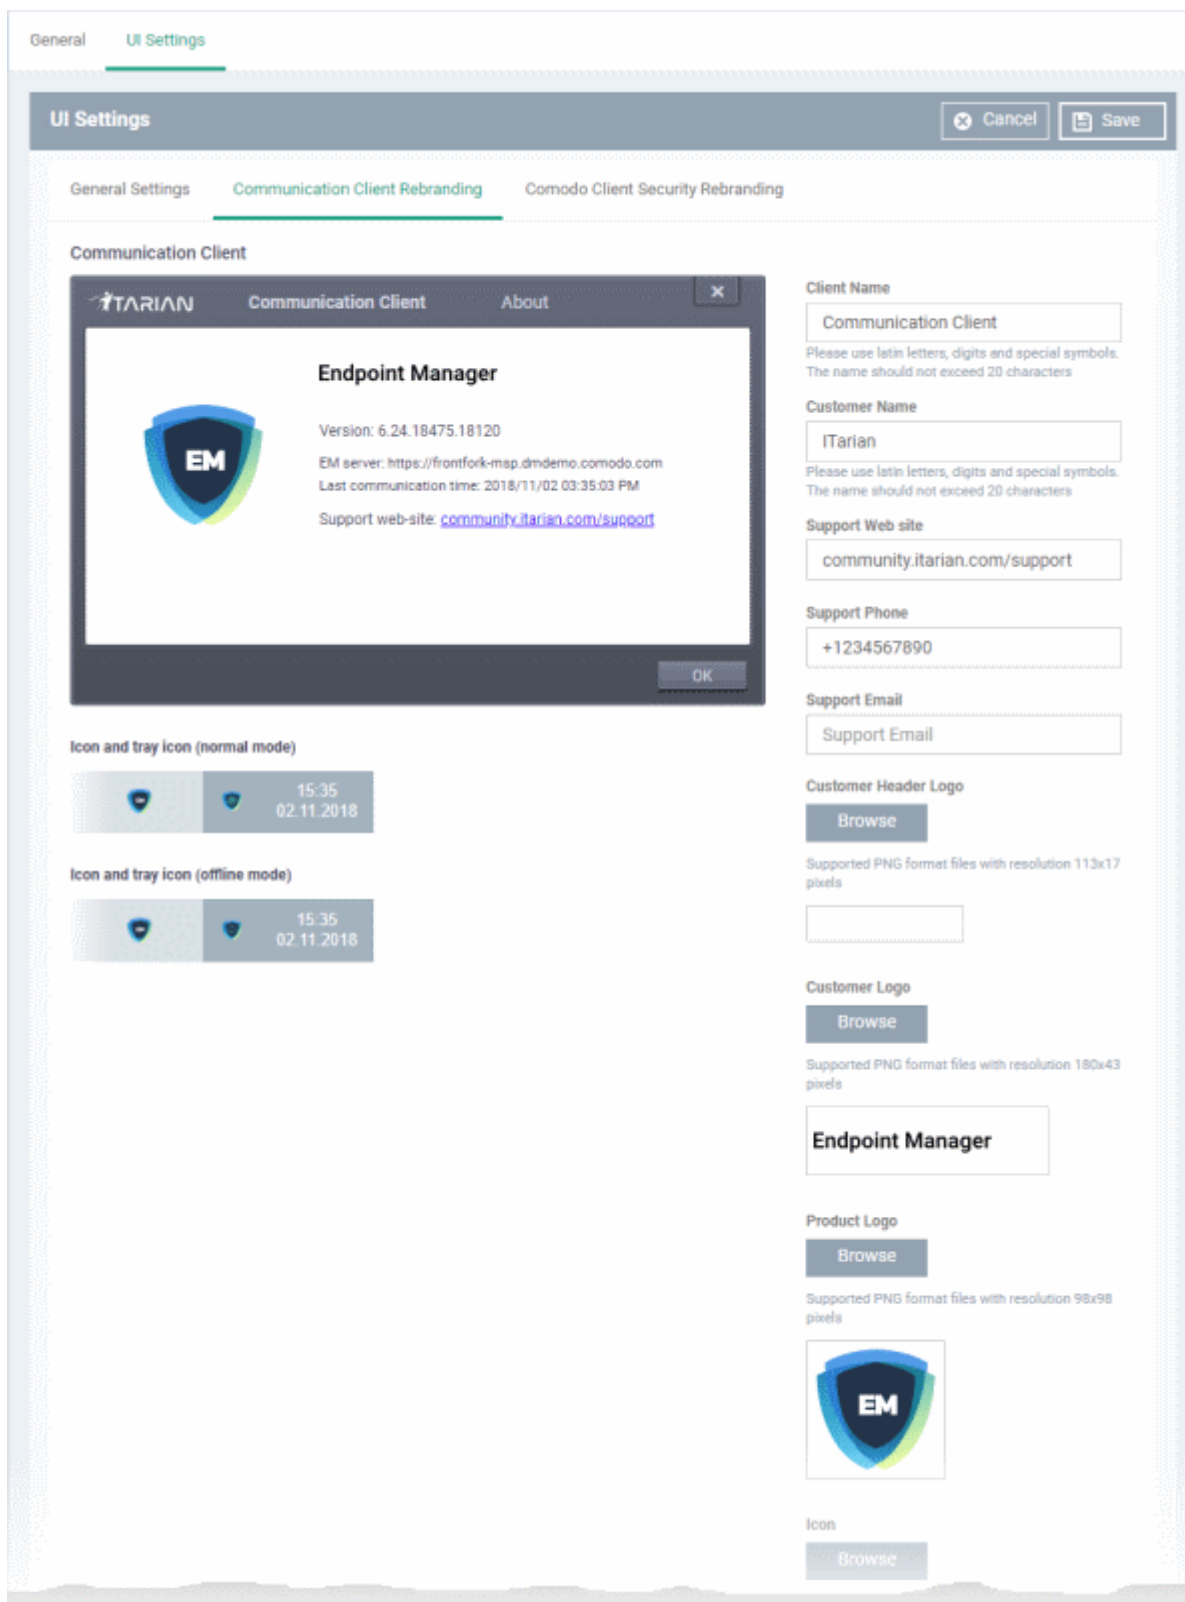 General
UI Settings
UI Settings
Cancel
Save
General Settings
Communication Client Rebranding
Comodo Client Security Rebranding
Communication Client
ITARIAN
Communication Client
About
Endpoint Manager
EM
Version: 6.24.18475.18120
EM server: https://frontfork-msp.dmdemo.comodo.com
Last communication time: 2018/11/02 03:35:03 PM
Support web-site: community.itarian.com/support
OK
Icon and tray icon (normal mode)
15:35
02.11.2018
Icon and tray icon (offline mode)
15:35
02.11.2018
Client Name
Communication Client
Please use latin letters, digits and special symbols.
The name should not exceed 20 characters
Customer Name
ITarian
Please use latin letters, digits and special symbols.
The name should not exceed 20 characters
Support Web site
community.itarian.com/support
Support Phone
+1234567890
Support Email
Support Email
Customer Header Logo
Browse
Supported PNG format files with resolution 113x17
pixels
Customer Logo
Browse
Supported PNG format files with resolution 180x43
pixels
Endpoint Manager
Product Logo
Browse
Supported PNG format files with resolution 98x98
pixels
EM
Icon
Browse